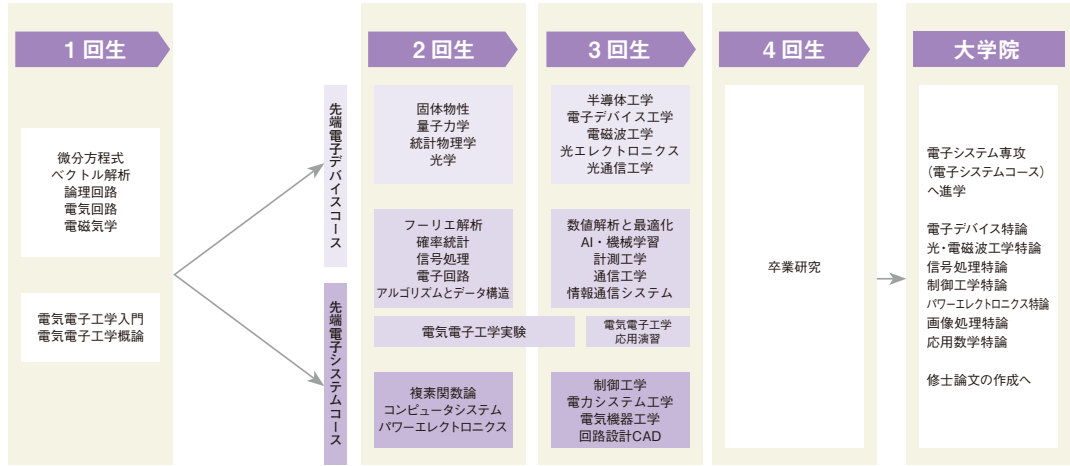 1回生
微分方程式
ベクトル解析
論理回路
電気回路
電磁気学
電気電子工学入門
電気電子工学概論
先端電子デバイスコース
先端電子システムコース
2回生
固体物性
量子力学
統計物理学
光学
フーリエ解析
確率統計
信号処理
電子回路
アルゴリズムとデータ構造
電気電子工学実験
複素関数論
コンピュータシステム
パワーエレクトロニクス
3回生
半導体工学
電子デバイス工学
電磁波工学
光エレクトロニクス
光通信工学
数値解析と最適化
AI・機械学習
計測工学
通信工学
情報通信システム
電気電子工学
応用演習
制御工学
電力システム工学
電気機器工学
回路設計CAD
4回生
卒業研究
大学院
電子システム専攻
(電子システムコース)
へ進学
電子デバイス特論
光・電磁波工学特論
信号処理特論
制御工学特論
パワーエレクトロニクス特論
画像処理特論
応用数学特論
修士論文の作成へ